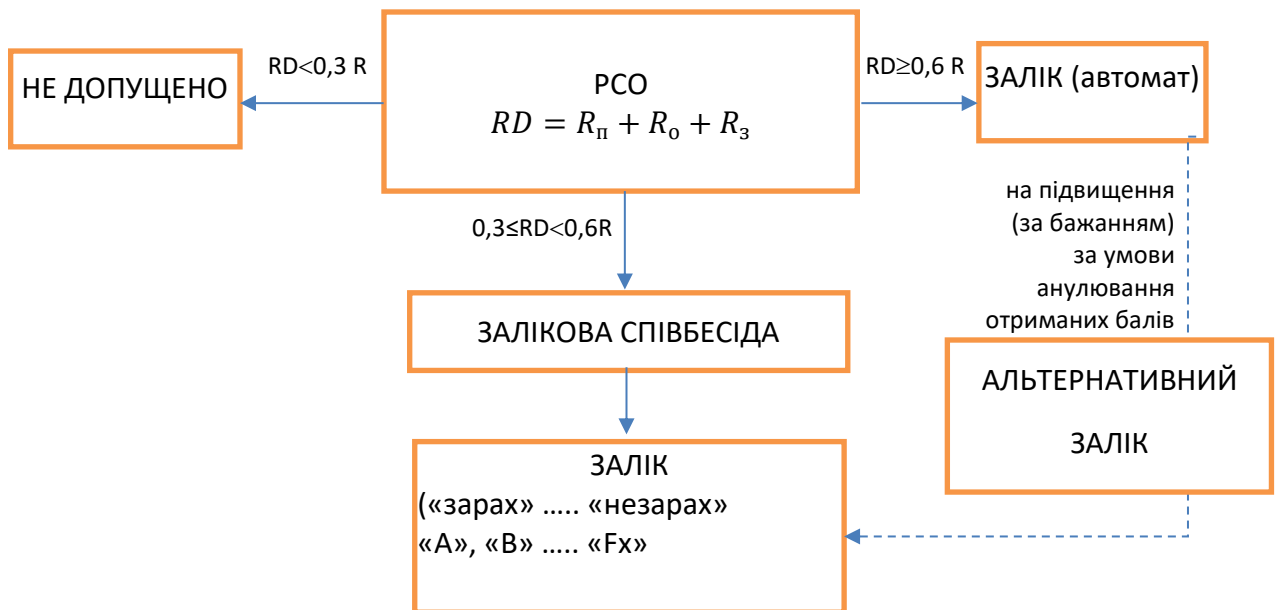 RD<0,3 R
НЕ ДОПУЩЕНО
РСО
RD = Rп + Rо + Rз
RD≥0,6 R
ЗАЛІК (автомат)
0,3≤RD<0,6R
на підвищення
(за бажанням)
за умови
анулювання
отриманих балів
ЗАЛІКОВА СПІВБЕСІДА
АЛЬТЕРНАТИВНИЙ
ЗАЛІК
ЗАЛІК
(«зарах» ..... «незарах»
«A», «B» ..... «Fx»